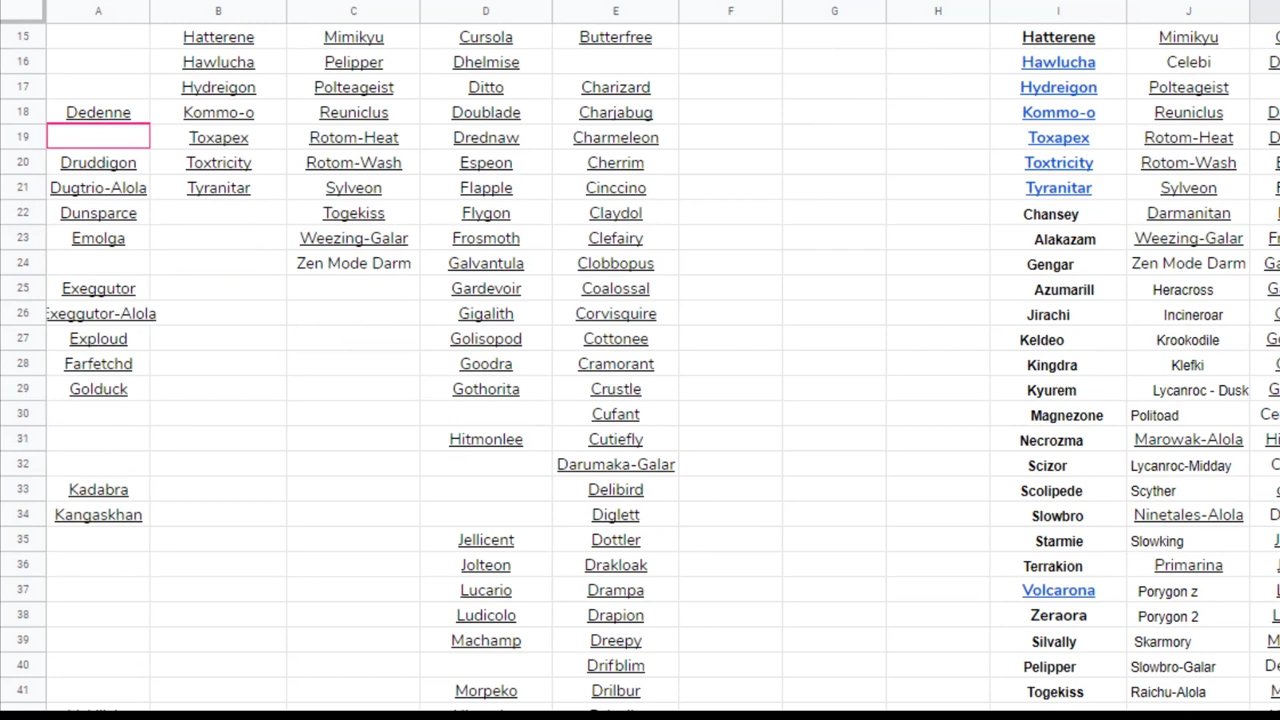 A B C D E F G H I J
15 Hatterene Mimikyu Cursola Butterfree Hatterene Mimikyu
16 Hawlucha Pelipper Dhelmise Hawlucha Celebi
17 Hydreigon Polteageist Ditto Charizard Hydreigon Polteageist
18 Dedenne Kommo-o Reuniclus Doublade Charjabug Kommo-o Reuniclus
19 Toxapex Rotom-Heat Drednaw Charmeleon Toxapex Rotom-Heat
20 Druddigon Toxtricity Rotom-Wash Espeon Cherrim Toxtricity Rotom-Wash
21 Dugtrio-Alola Tyranitar Sylveon Flapple Cinccino Tyranitar Sylveon
22 Dunsparce Togekiss Flygon Claydol Chansey Darmanitan
23 Emolga Weezing-Galar Frosmoth Clefairy Alakazam Weezing-Galar
24 Zen Mode Darm Galvantula Clobbopus Gengar Zen Mode Darm
25 Exeggutor Gardevoir Coalossal Azumarill Heracross
26 Exeggutor-Alola Gigalith Corvisquire Jirachi Incineroar
27 Exploud Golisopod Cottonee Keldeo Krookodile
28 Farfetchd Goodra Cramorant Kingdra Klefki
29 Golduck Gothorita Crustle Kyurem Lycanroc - Dusk
30 Cufant Magnezone Politoad
31 Hitmonlee Cutiefly Necrozma Marowak-Alola
32 Darumaka-Galar Scizor Lycanroc-Midday
33 Kadabra Delibird Scolipede Scyther
34 Kangaskhan Diglett Slowbro Ninetales-Alola
35 Jellicent Dottler Starmie Slowking
36 Jolteon Drakloak Terrakion Primarina
37 Lucario Drampa Volcarona Porygon z
38 Ludicolo Drapion Zeraora Porygon 2
39 Machamp Dreepy Silvally Skarmory
40 Drifblim Pelipper Slowbro-Galar
41 Morpeko Drilbur Togekiss Raichu-Alola